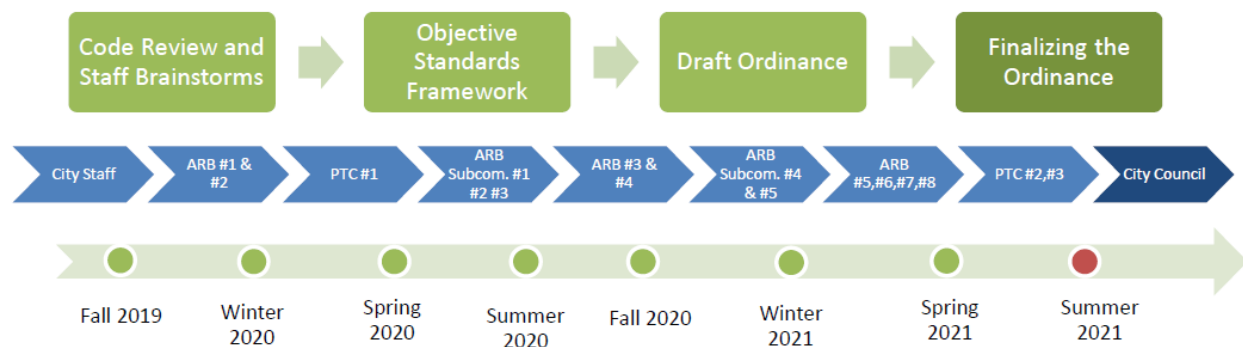 Code Review and
Staff Brainstorms
Objective
Standards
Framework
Draft Ordinance
Finalizing the
Ordinance
City Staff
ARB #1 &
#2
PTC #1
ARB
Subcom. #1
#2 #3
ARB #3 &
#4
ARB
Subcom. #4
& #5
ARB
#5,#6,#7,#8
PTC #2,#3
City Council
Fall 2019
Winter
2020
Spring
2020
Summer
2020
Fall 2020
Winter
2021
Spring
2021
Summer
2021